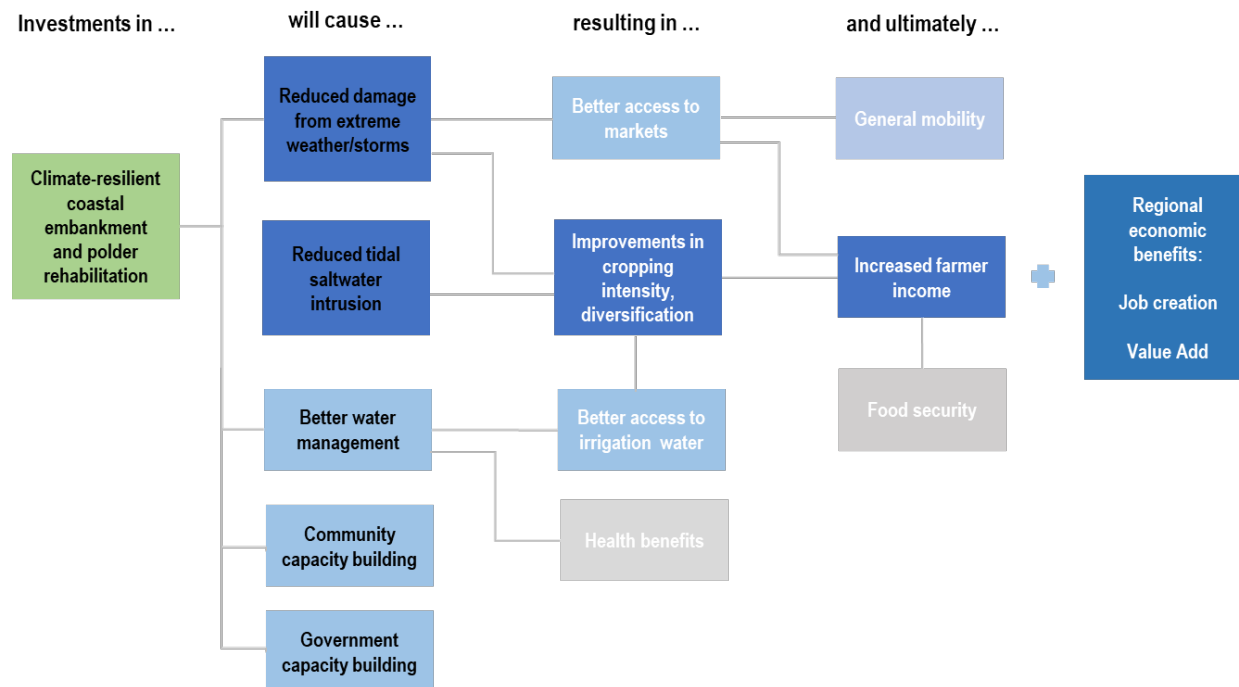 Investments in …
will cause …
resulting in …
and ultimately …
Climate-resilient
coastal
embankment
and polder
rehabilitation
Reduced damage
from extreme
weather/storms
Reduced tidal
saltwater
intrusion
Better water
management
Community
capacity building
Government
capacity building
Better access to
markets
Improvements in
cropping
intensity,
diversification
Better access to
irrigation water
Health benefits
General mobility
Increased farmer
income
Food security
Regional
economic
benefits:
Job creation
Value Add